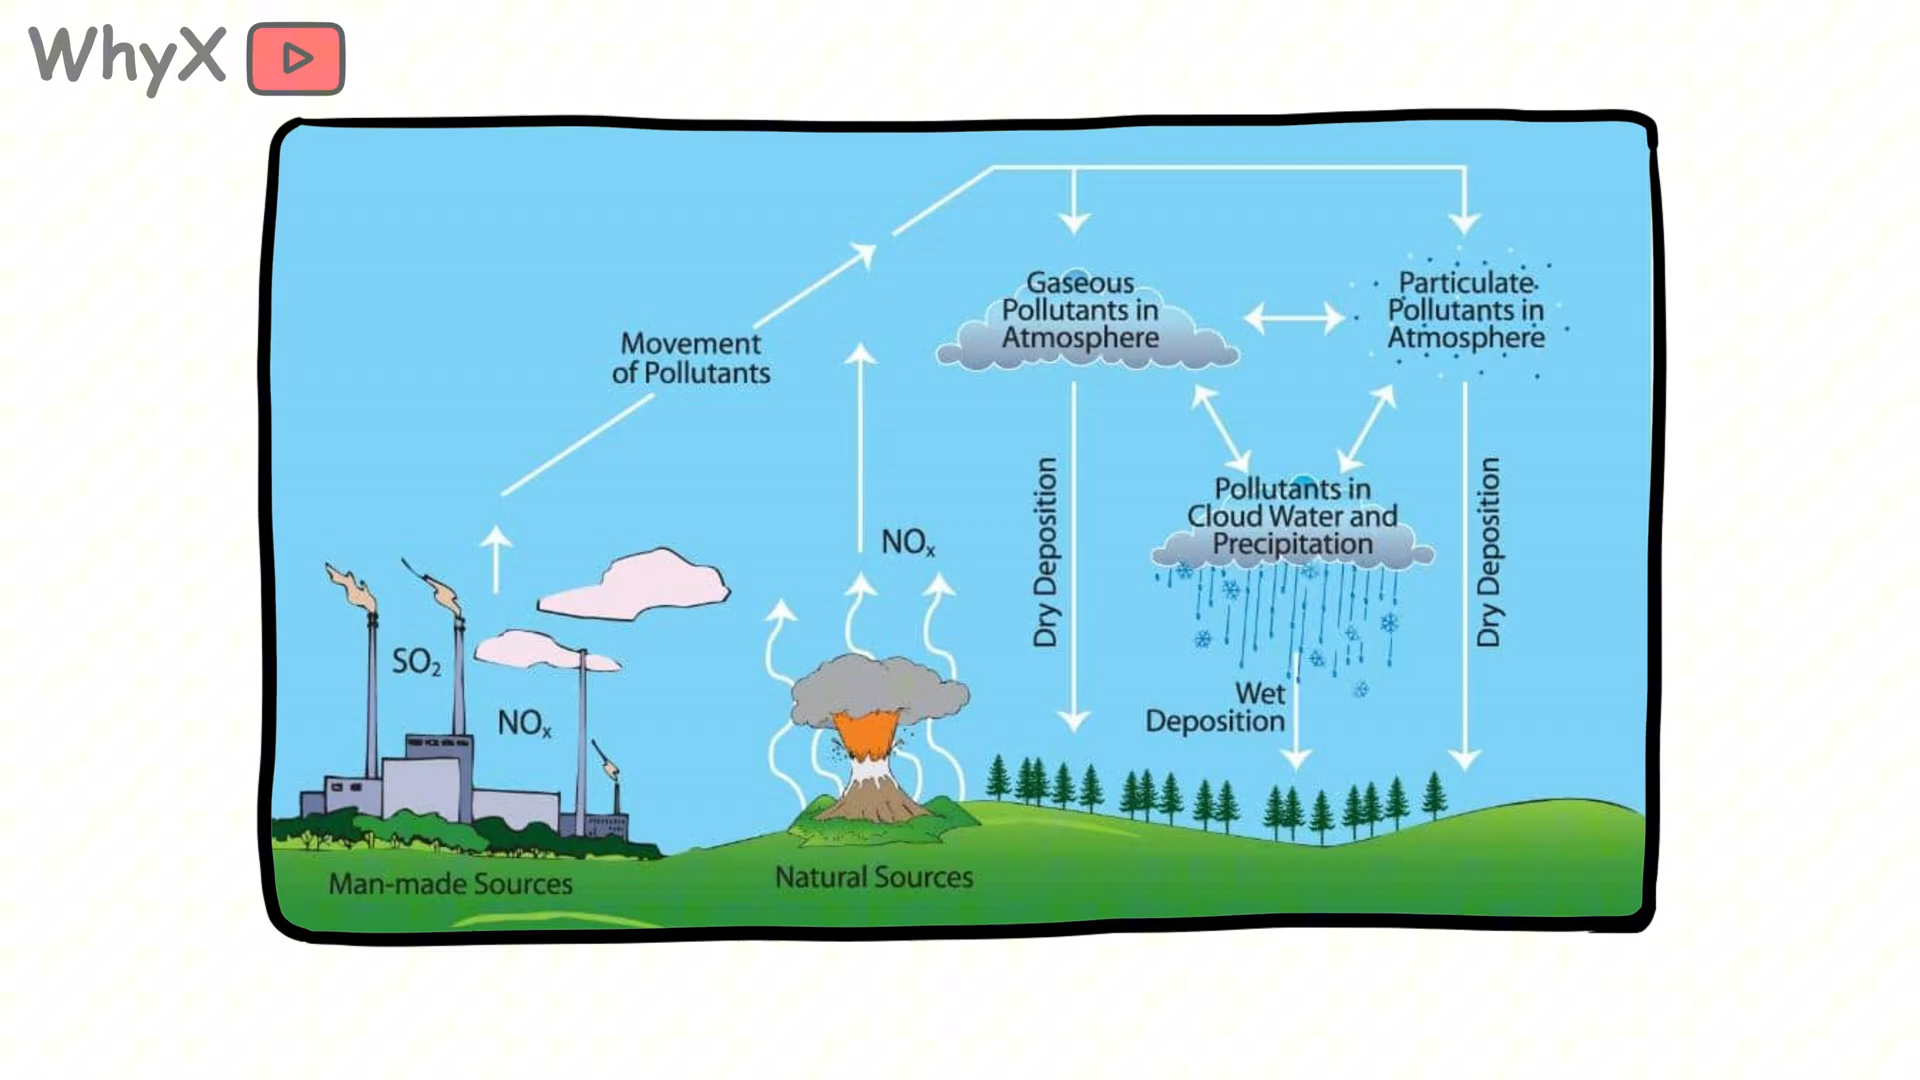 WhyX
Movement
of Pollutants
Gaseous
Pollutants in
Atmosphere
Particulate
Pollutants in
Atmosphere
Pollutants in
Cloud Water and
Precipitation
Dry Deposition
Dry Deposition
Wet
Deposition
NOₓ
SO₂
NOₓ
Man-made Sources
Natural Sources